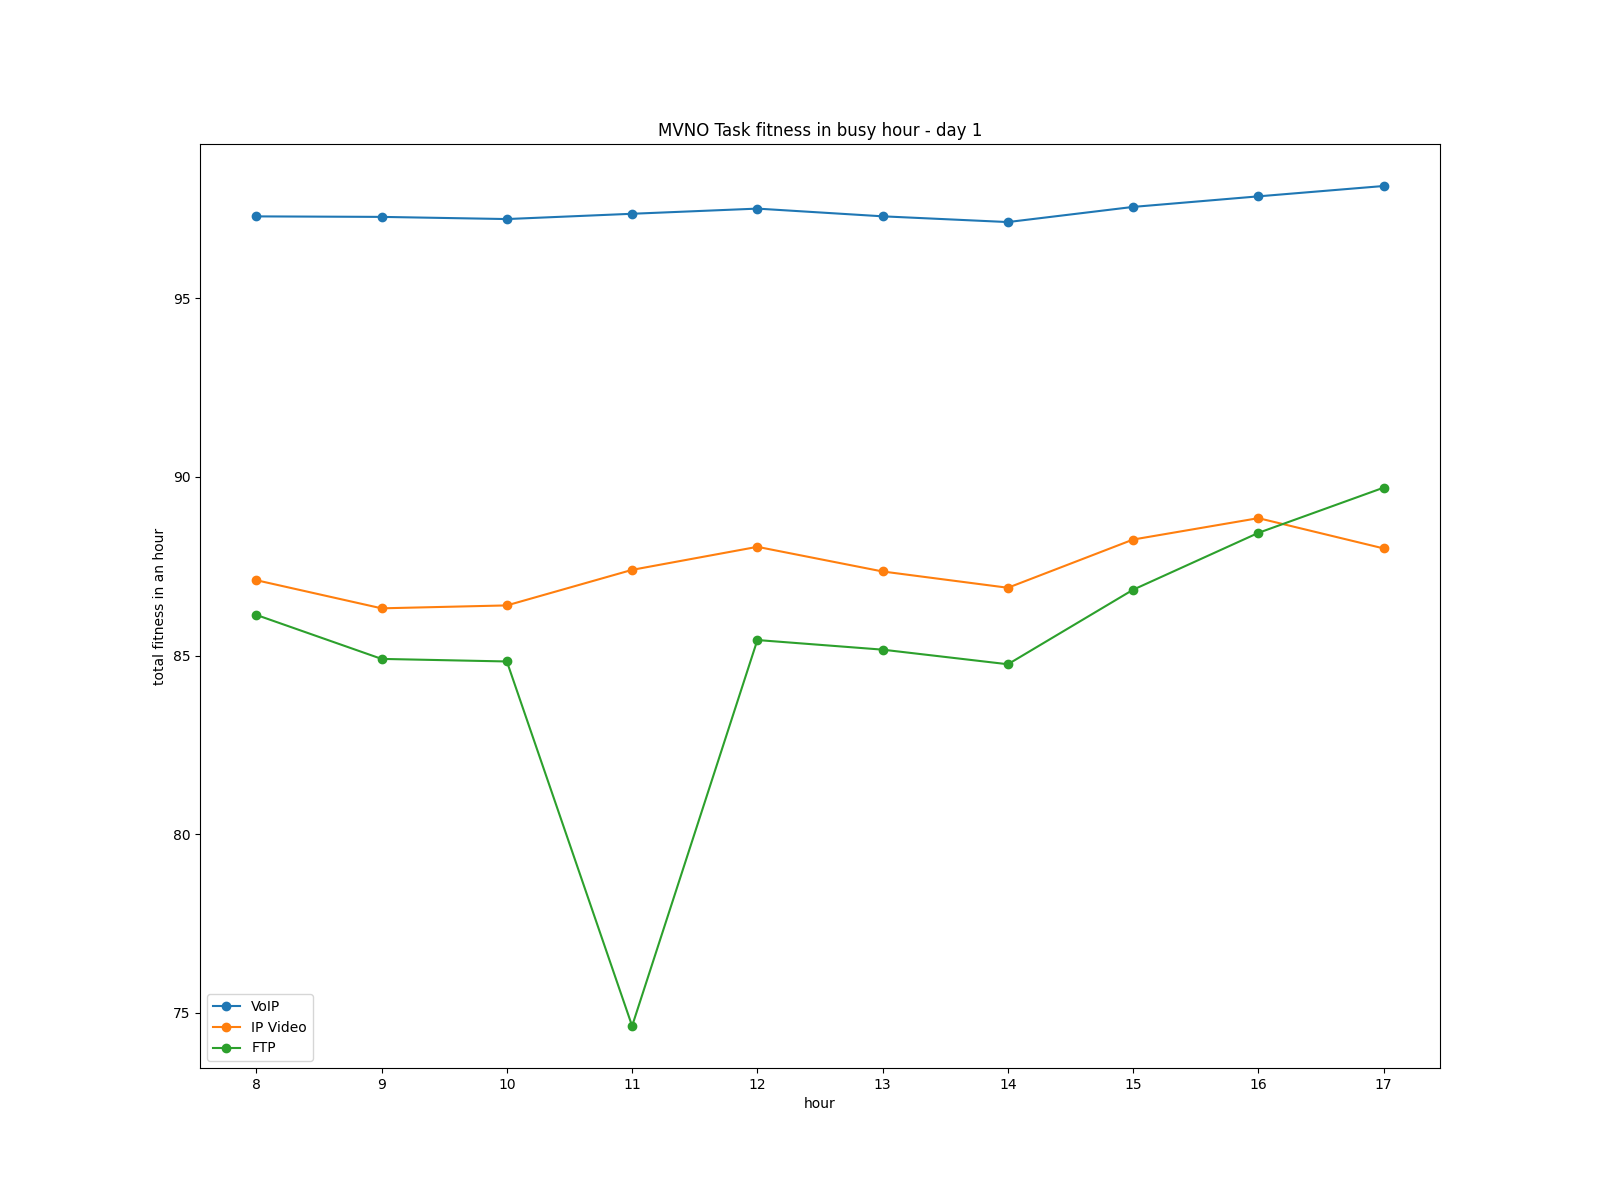 MVNO Task fitness in busy hour - day 1
total fitness in an hour
95
90
85
80
75
VoIP
IP Video
FTP
8 9 10 11 12 13 14 15 16 17
hour